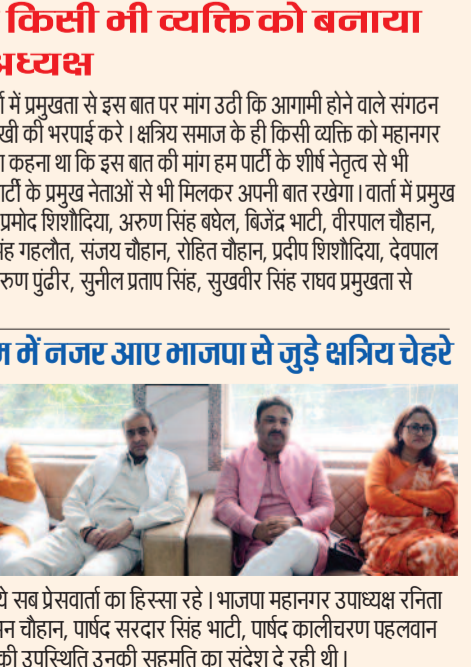 किसी भी व्यक्ति को बनाया
अध्यक्ष
में प्रमुखता से इस बात पर मांग उठी कि आगामी होने वाले संगठन
की भरपाई करे । क्षत्रिय समाज के ही किसी व्यक्ति को महानगर
कहना था कि इस बात की मांग हम पार्टी के शीर्ष नेतृत्व से भी
पार्टी के प्रमुख नेताओं से भी मिलकर अपनी बात रखेगा । वार्ता में प्रमुख
प्रमोद शिशौदिया, अरुण सिंह बघेल, बिजेंद्र भाटी, वीरपाल चौहान,
गहलौत, संजय चौहान, रोहित चौहान, प्रदीप शिशौदिया, देवपाल
पुंढीर, सुनील प्रताप सिंह, सुखवीर सिंह राघव प्रमुखता से
में नजर आए भाजपा से जुड़े क्षत्रिय चेहरे
ये सब प्रेसवार्ता का हिस्सा रहे । भाजपा महानगर उपाध्यक्ष रनिता
चौहान, पार्षद सरदार सिंह भाटी, पार्षद कालीचरण पहलवान
की उपस्थिति उनकी सहमति का संदेश दे रही थी ।